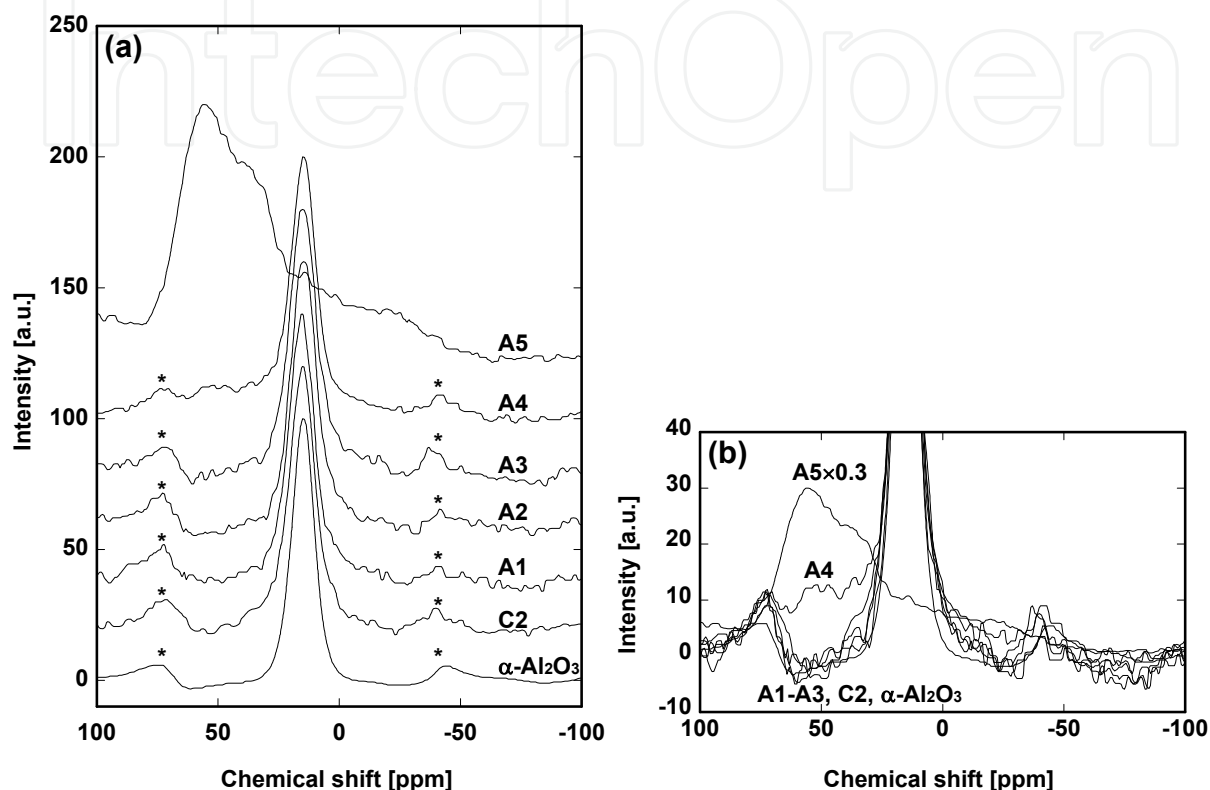 IntechOpen
(a)
250
200
150
100
50
0
Intensity [a.u.]
A5
* *
A4
* *
A3
* *
A2
* *
A1
* *
C2
* *
α-Al₂O₃
100 50 0 -50 -100
Chemical shift [ppm]
(b)
40
30
20
10
0
-10
Intensity [a.u.]
A5×0.3
A4
A1-A3, C2, α-Al₂O₃
100 50 0 -50 -100
Chemical shift [ppm]